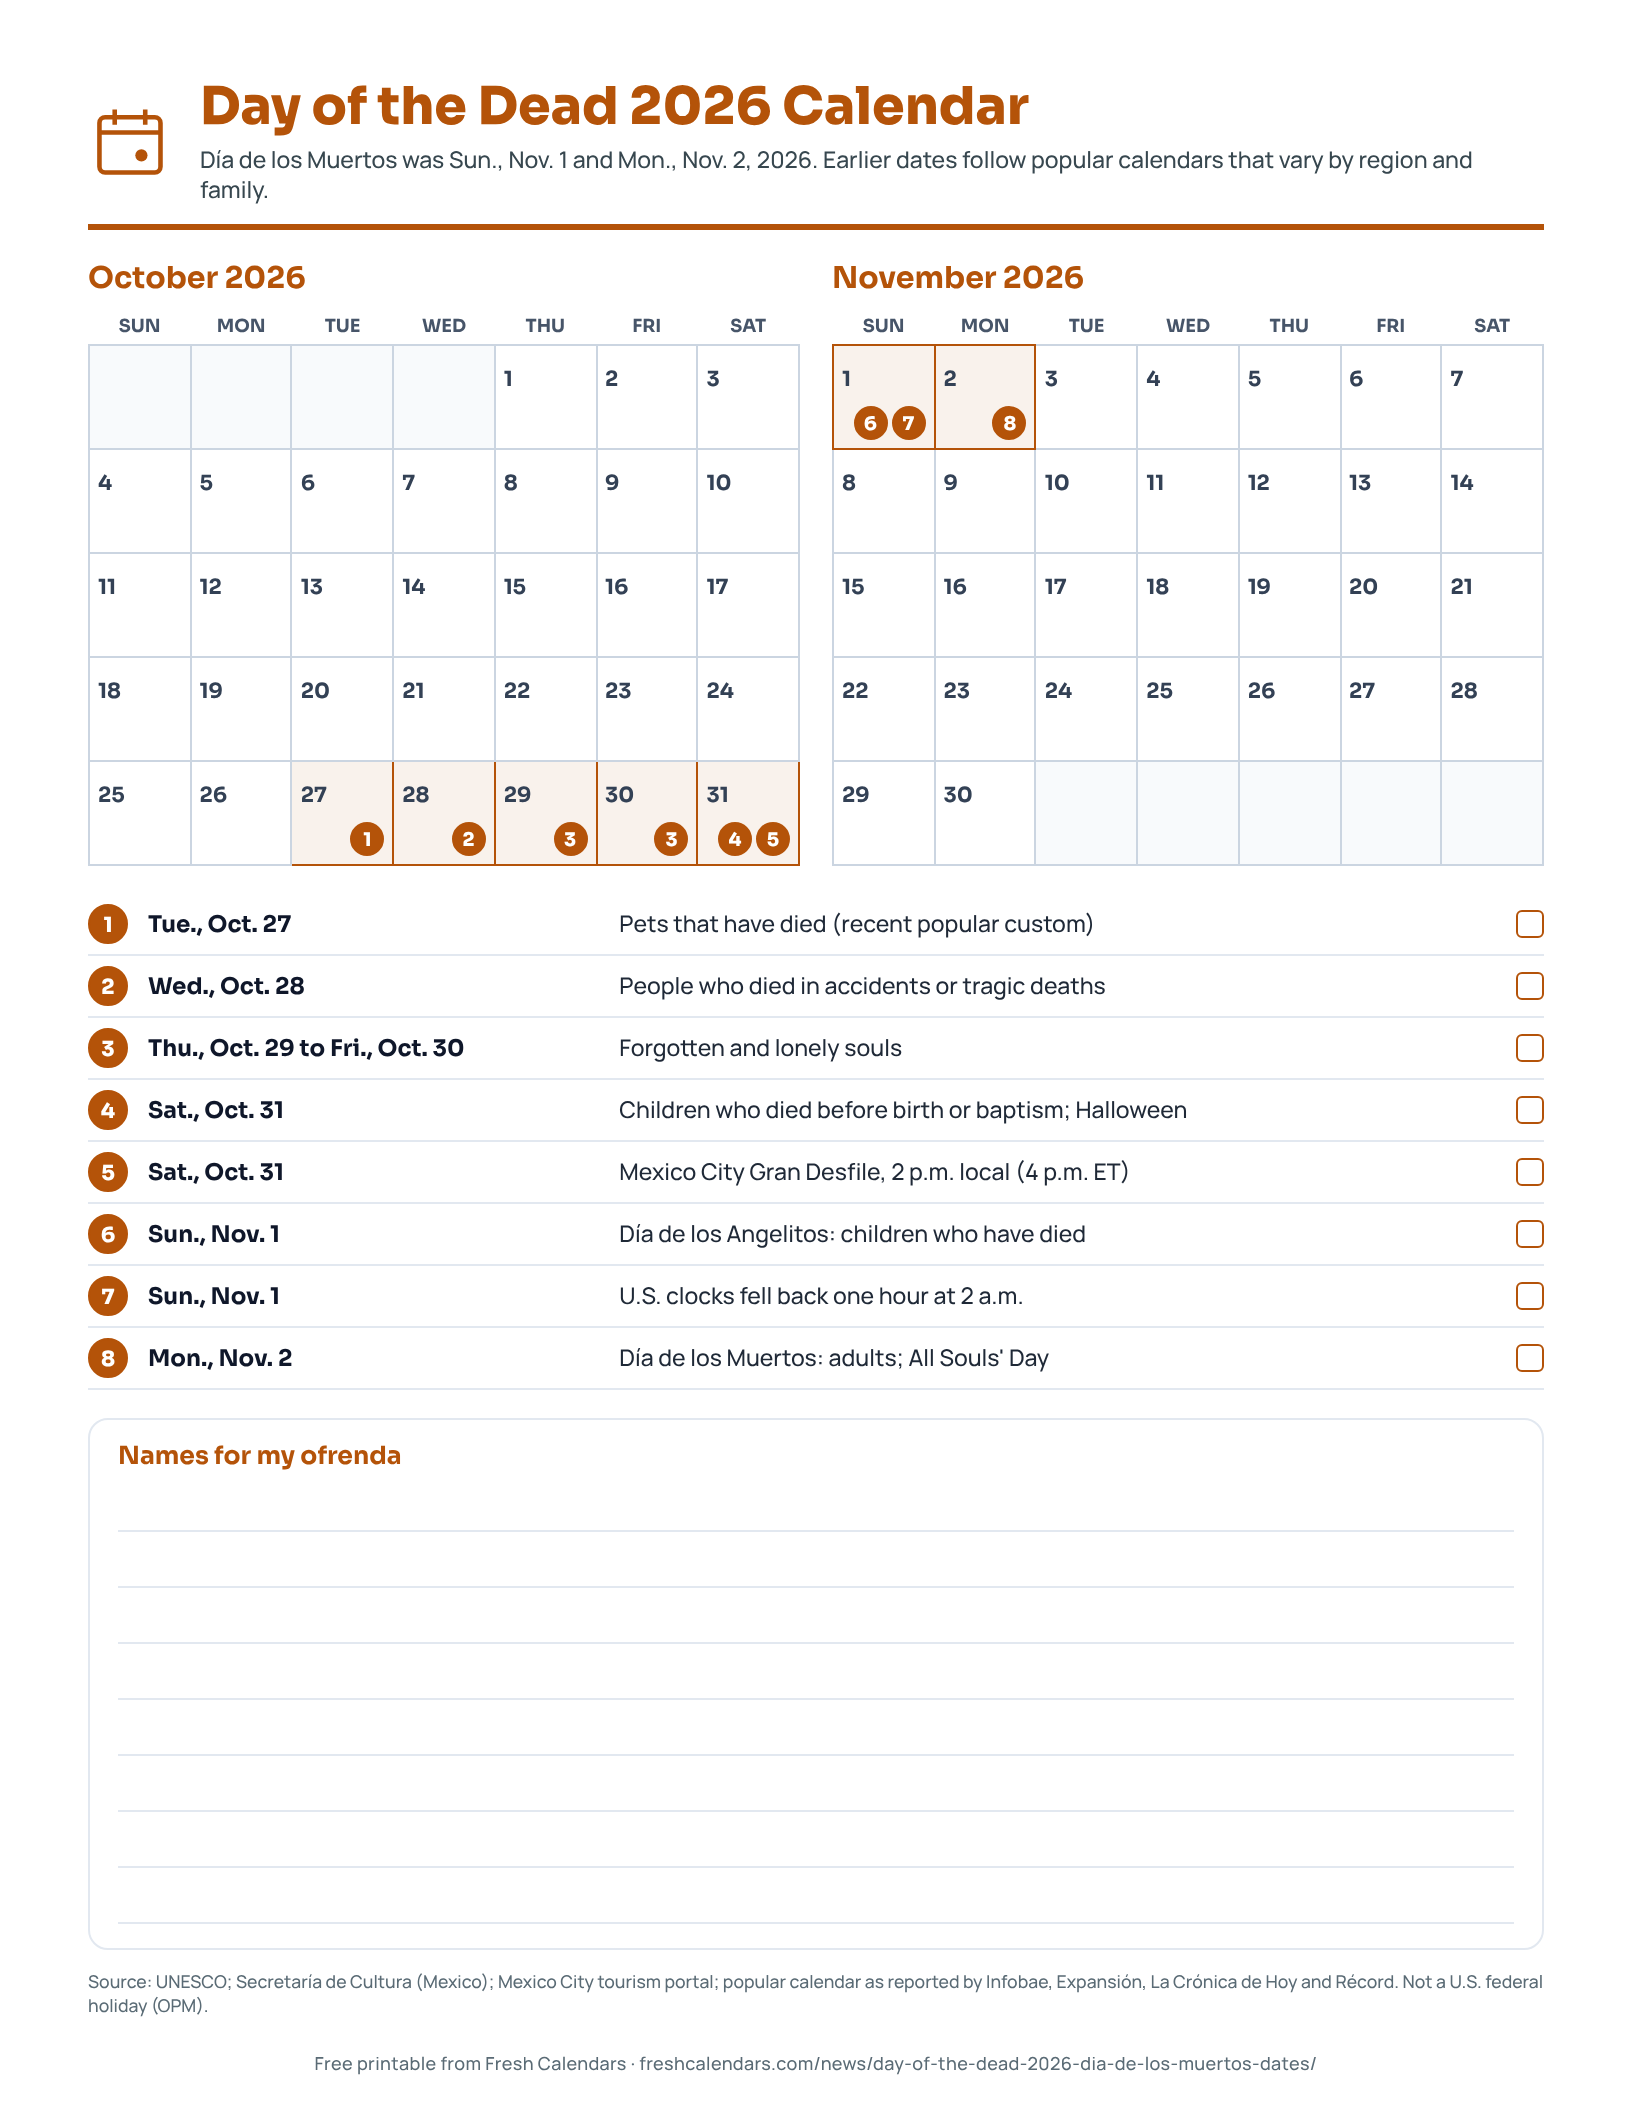 Day of the Dead 2026 Calendar
Día de los Muertos was Sun., Nov. 1 and Mon., Nov. 2, 2026. Earlier dates follow popular calendars that vary by region and
family.
October 2026
SUN MON TUE WED THU FRI SAT
1 2 3
4 5 6 7 8 9 10
11 12 13 14 15 16 17
18 19 20 21 22 23 24
25 26 27 28 29 30 31
1 2 3 3 4 5
November 2026
SUN MON TUE WED THU FRI SAT
1 2 3 4 5 6 7
6 7 8
8 9 10 11 12 13 14
15 16 17 18 19 20 21
22 23 24 25 26 27 28
29 30
1 Tue., Oct. 27 Pets that have died (recent popular custom)
2 Wed., Oct. 28 People who died in accidents or tragic deaths
3 Thu., Oct. 29 to Fri., Oct. 30 Forgotten and lonely souls
4 Sat., Oct. 31 Children who died before birth or baptism; Halloween
5 Sat., Oct. 31 Mexico City Gran Desfile, 2 p.m. local (4 p.m. ET)
6 Sun., Nov. 1 Día de los Angelitos: children who have died
7 Sun., Nov. 1 U.S. clocks fell back one hour at 2 a.m.
8 Mon., Nov. 2 Día de los Muertos: adults; All Souls' Day
Names for my ofrenda
Source: UNESCO; Secretaría de Cultura (Mexico); Mexico City tourism portal; popular calendar as reported by Infobae, Expansión, La Crónica de Hoy and Récord. Not a U.S. federal
holiday (OPM).
Free printable from Fresh Calendars · freshcalendars.com/news/day-of-the-dead-2026-dia-de-los-muertos-dates/